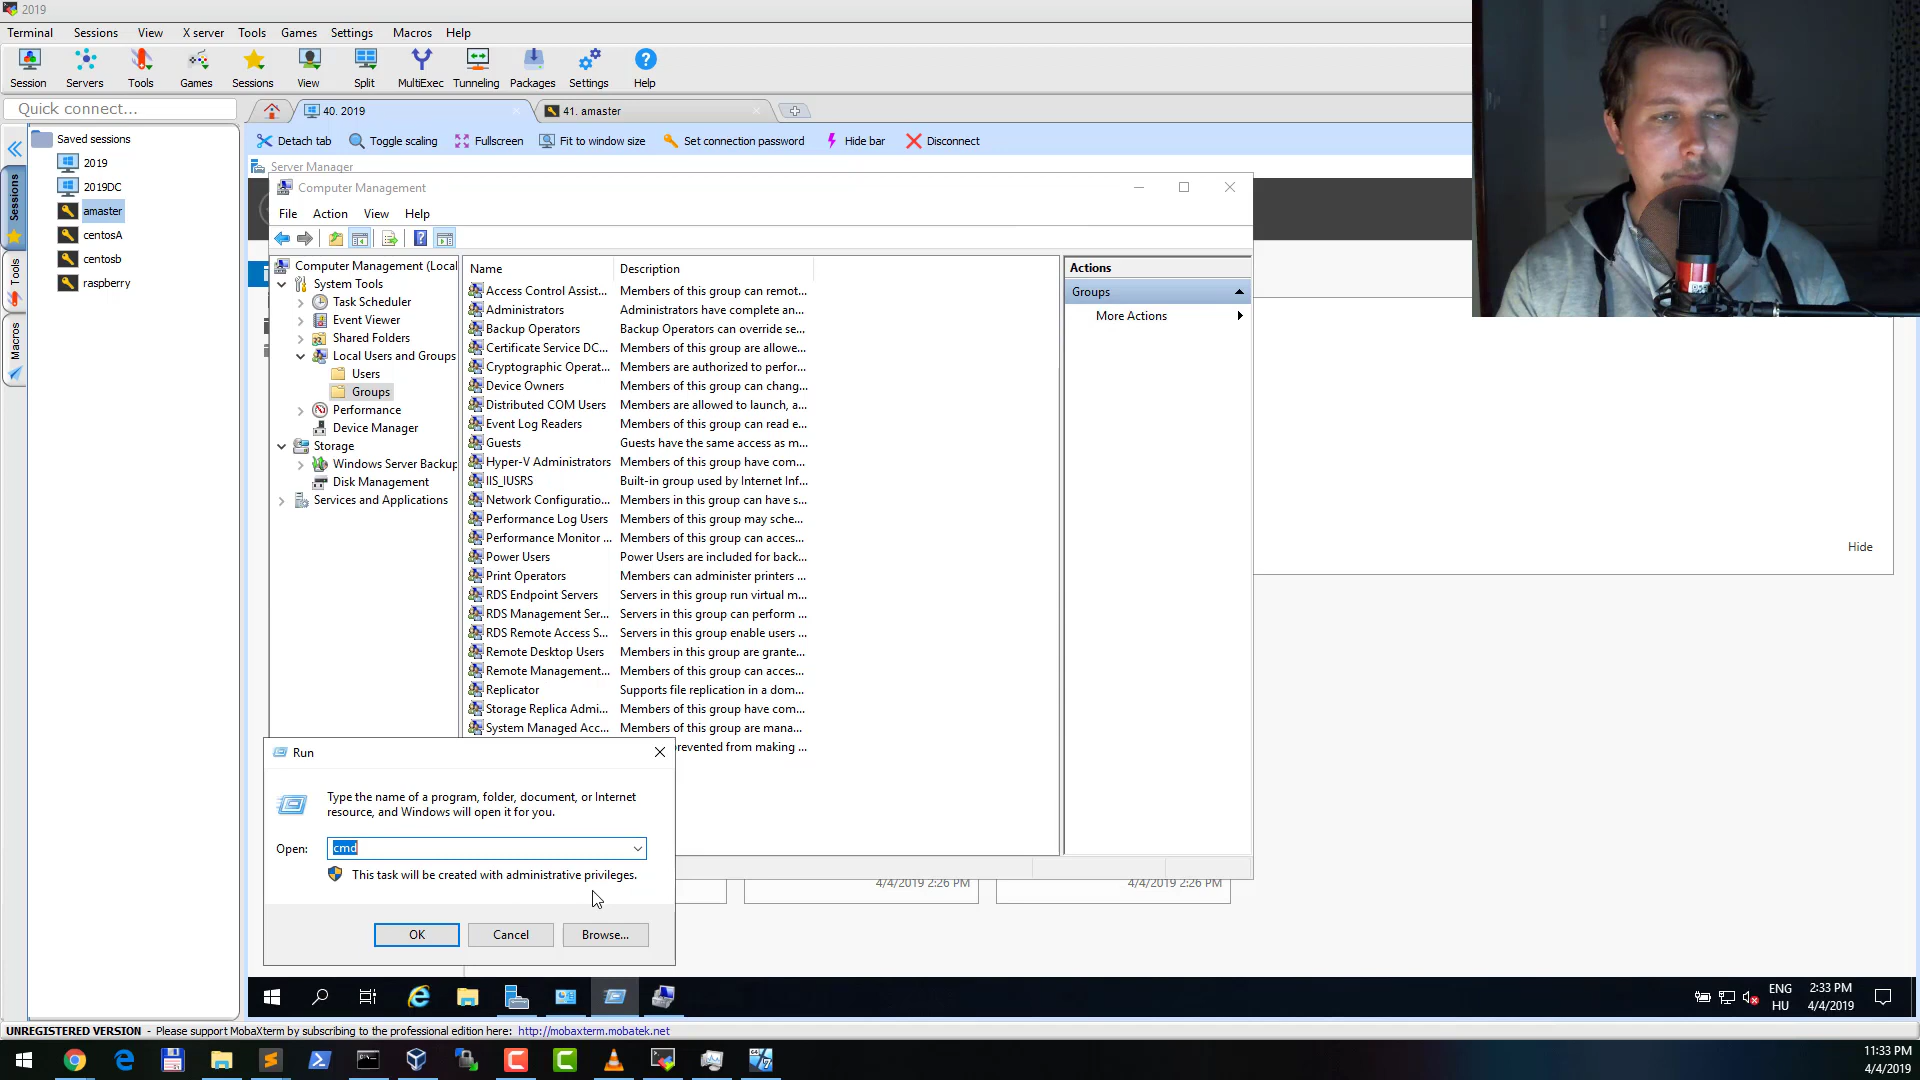 2019
Terminal Sessions View X server Tools Games Settings Macros Help
Session Servers Tools Games Sessions View Split MultiExec Tunneling Packages Settings Help
Quick connect...
40. 2019
41. amaster
Detach tab Toggle scaling Fullscreen Fit to window size Set connection password Hide bar Disconnect
Sessions
Tools
Macros
Saved sessions
2019
2019DC
amaster
centosA
centosb
raspberry
Server Manager
Computer Management
File Action View Help
Computer Management (Local
System Tools
Task Scheduler
Event Viewer
Shared Folders
Local Users and Groups
Users
Groups
Performance
Device Manager
Storage
Windows Server Backup
Disk Management
Services and Applications
Name Description
Access Control Assist... Members of this group can remot...
Administrators Administrators have complete an...
Backup Operators Backup Operators can override se...
Certificate Service DC... Members of this group are allowe...
Cryptographic Operat... Members are authorized to perfor...
Device Owners Members of this group can chang...
Distributed COM Users Members are allowed to launch, a...
Event Log Readers Members of this group can read e...
Guests Guests have the same access as m...
Hyper-V Administrators Members of this group have com...
IIS_IUSRS Built-in group used by Internet Inf...
Network Configuratio... Members in this group can have s...
Performance Log Users Members of this group may sche...
Performance Monitor ... Members of this group can acces...
Power Users Power Users are included for back...
Print Operators Members can administer printers ...
RDS Endpoint Servers Servers in this group run virtual m...
RDS Management Ser... Servers in this group can perform ...
RDS Remote Access S... Servers in this group enable users ...
Remote Desktop Users Members in this group are grante...
Remote Management... Members of this group can acces...
Replicator Supports file replication in a dom...
Storage Replica Admi... Members of this group have com...
System Managed Acc... Members of this group are mana...
prevented from making ...
Actions
Groups
More Actions
Hide
Run
Type the name of a program, folder, document, or Internet
resource, and Windows will open it for you.
Open: cmd
This task will be created with administrative privileges.
OK Cancel Browse...
4/4/2019 2:26 PM 4/4/2019 2:26 PM
ENG
HU
2:33 PM
4/4/2019
UNREGISTERED VERSION - Please support MobaXterm by subscribing to the professional edition here: http://mobaxterm.mobatek.net
11:33 PM
4/4/2019